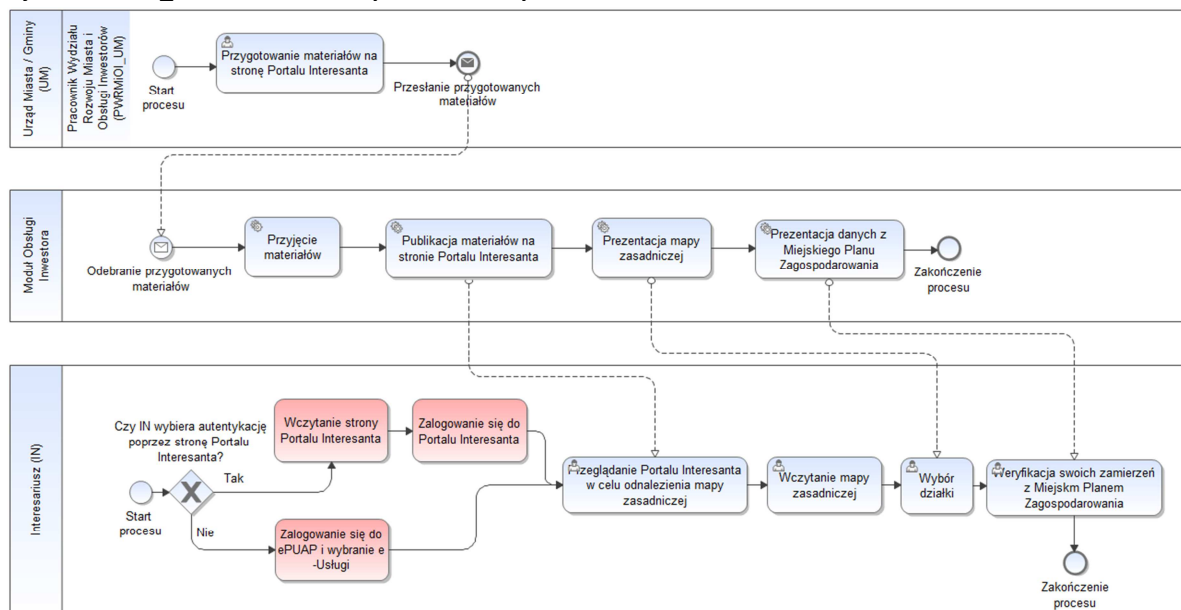 Urząd Miasta / Gminy
(UM)
Pracownik Wydziału
Rozwoju Miasta i
Obsługi Inwestorów
(PWRMiOI_UM)
Start
procesu
Przygotowanie materiałów na
stronę Portalu Interesanta
Przesłanie przygotowanych
materiałów
Moduł Obsługi
Inwestora
Odebranie przygotowanych
materiałów
Przyjęcie
materiałów
Publikacja materiałów na
stronie Portalu Interesanta
Prezentacja mapy
zasadniczej
Prezentacja danych z
Miejskiego Planu
Zagospodarowania
Zakończenie
procesu
Interesariusz (IN)
Czy IN wybiera autentykację
poprzez stronę Portalu
Interesanta?
Start
procesu
Tak
Nie
Wczytanie strony
Portalu Interesanta
Zalogowanie się do
Portalu Interesanta
Zalogowanie się do
ePUAP i wybranie e
-Usługi
Przeglądanie Portalu Interesanta
w celu odnalezienia mapy
zasadniczej
Wczytanie mapy
zasadniczej
Wybór
działki
Weryfikacja swoich zamierzeń
z Miejskm Planem
Zagospodarowania
Zakończenie
procesu